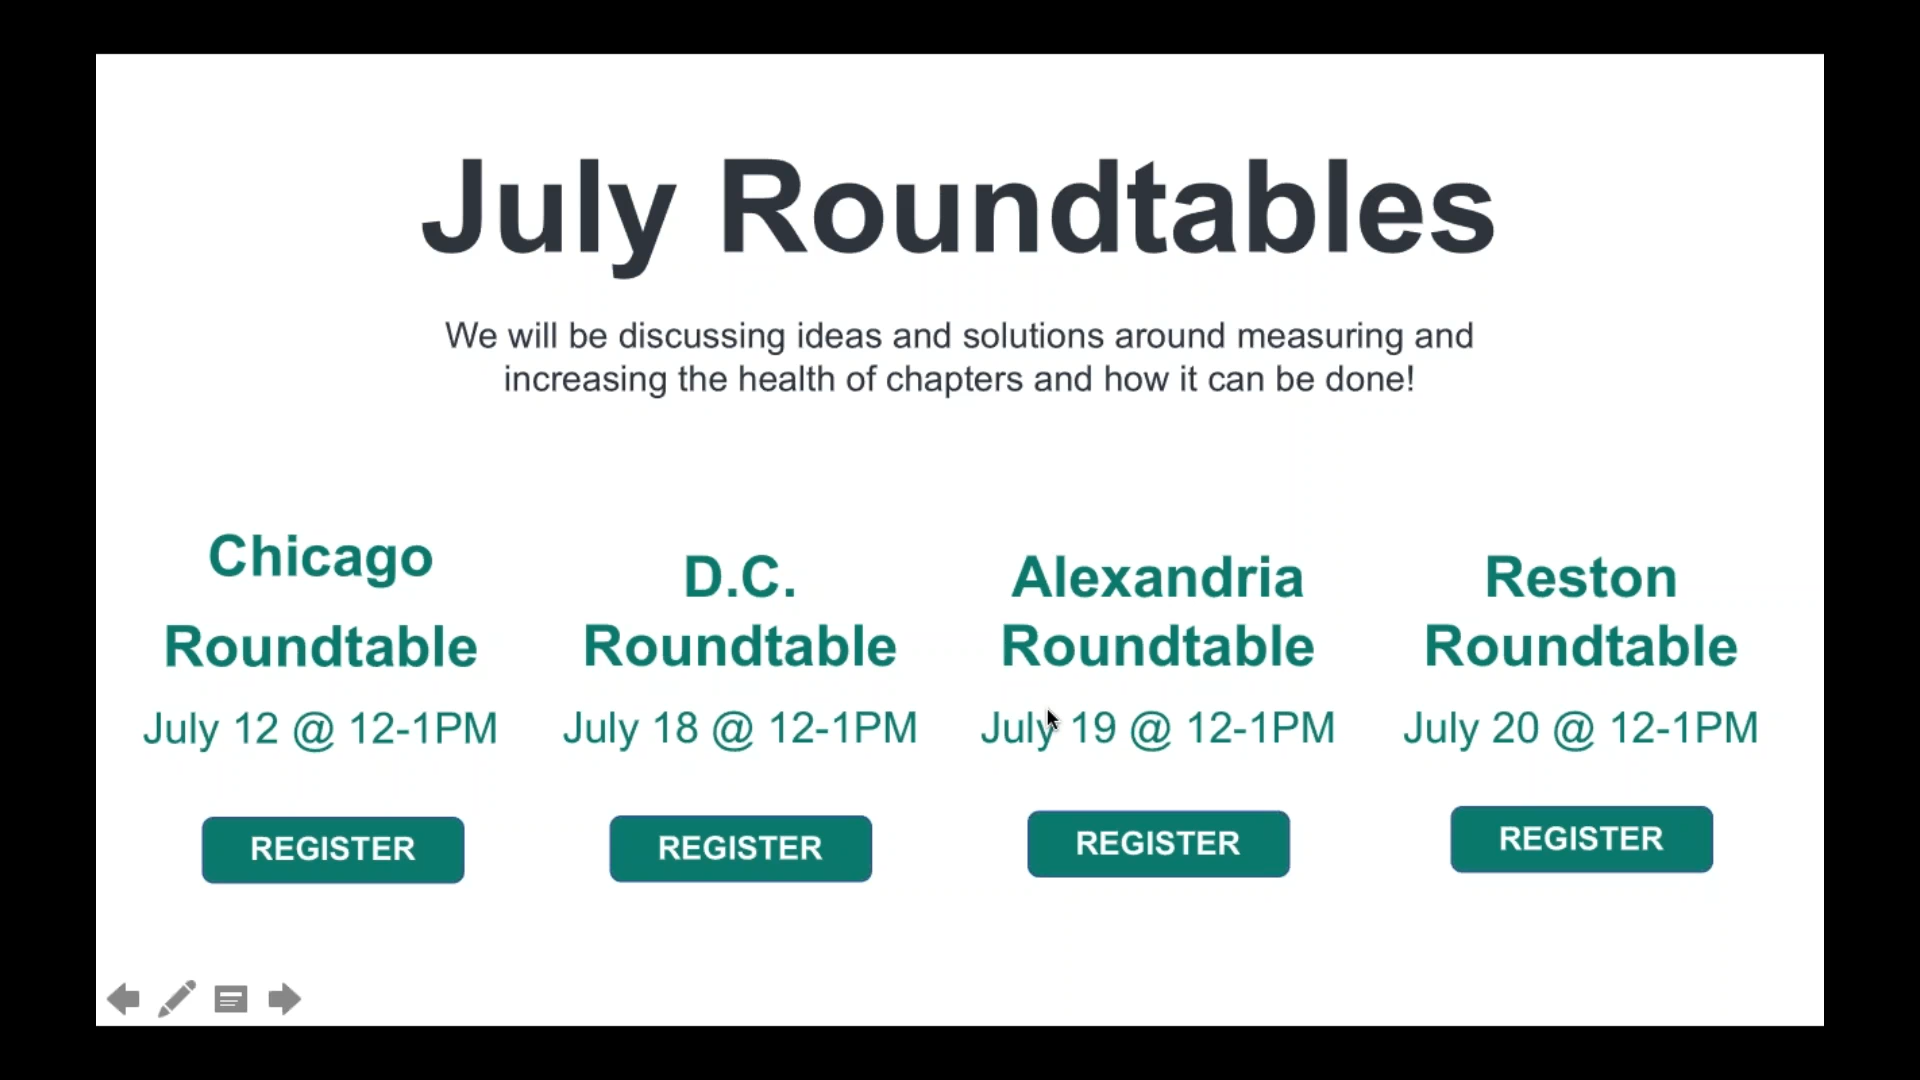 July Roundtables
We will be discussing ideas and solutions around measuring and
increasing the health of chapters and how it can be done!
Chicago
Roundtable
July 12 @ 12-1PM
REGISTER
D.C.
Roundtable
July 18 @ 12-1PM
REGISTER
Alexandria
Roundtable
July 19 @ 12-1PM
REGISTER
Reston
Roundtable
July 20 @ 12-1PM
REGISTER